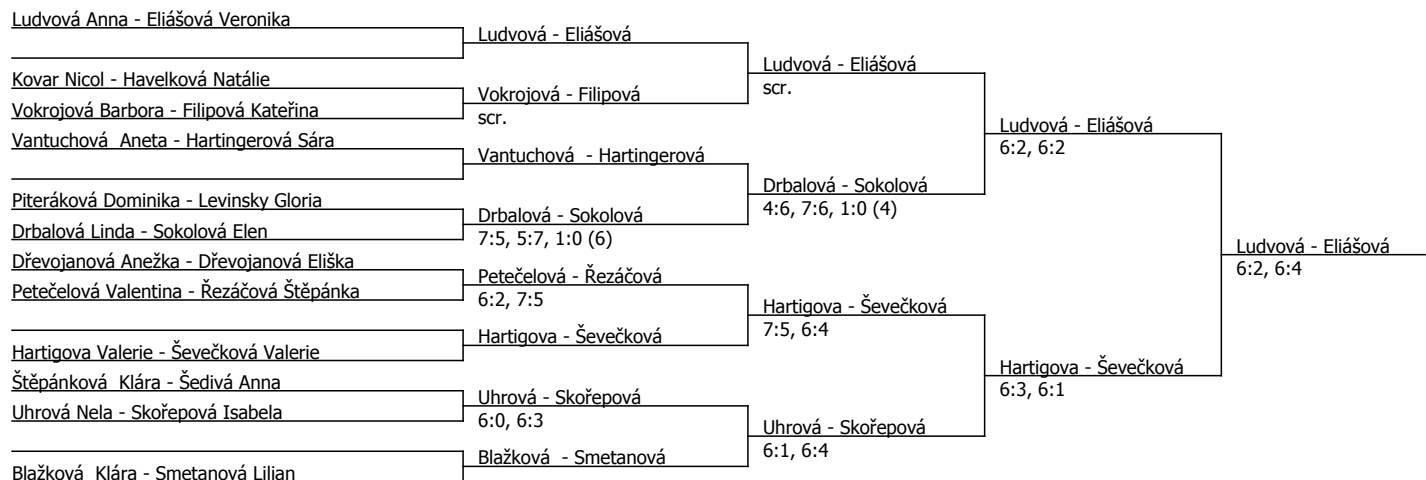 Ludvová Anna - Eliášová Veronika
Kovar Nicol - Havelková Natálie
Vokrojová Barbora - Filipová Kateřina
Vantuchová  Aneta - Hartingerová Sára
Piteráková Dominika - Levinsky Gloria
Drbalová Linda - Sokolová Elen
Dřevojanová Anežka - Dřevojanová Eliška
Petečelová Valentina - Řezáčová Štěpánka
Hartigova Valerie - Ševečková Valerie
Štěpánková  Klára - Šedivá Anna
Uhrová Nela - Skořepová Isabela
Blažková  Klára - Smetanová Lilian
Ludvová - Eliášová
Vokrojová - Filipová
scr.
Vantuchová  - Hartingerová
Drbalová - Sokolová
7:5, 5:7, 1:0 (6)
Petečelová - Řezáčová
6:2, 7:5
Hartigova - Ševečková
Uhrová - Skořepová
6:0, 6:3
Blažková  - Smetanová
Ludvová - Eliášová
scr.
Drbalová - Sokolová
4:6, 7:6, 1:0 (4)
Hartigova - Ševečková
7:5, 6:4
Uhrová - Skořepová
6:1, 6:4
Ludvová - Eliášová
6:2, 6:2
Hartigova - Ševečková
6:3, 6:1
Ludvová - Eliášová
6:2, 6:4